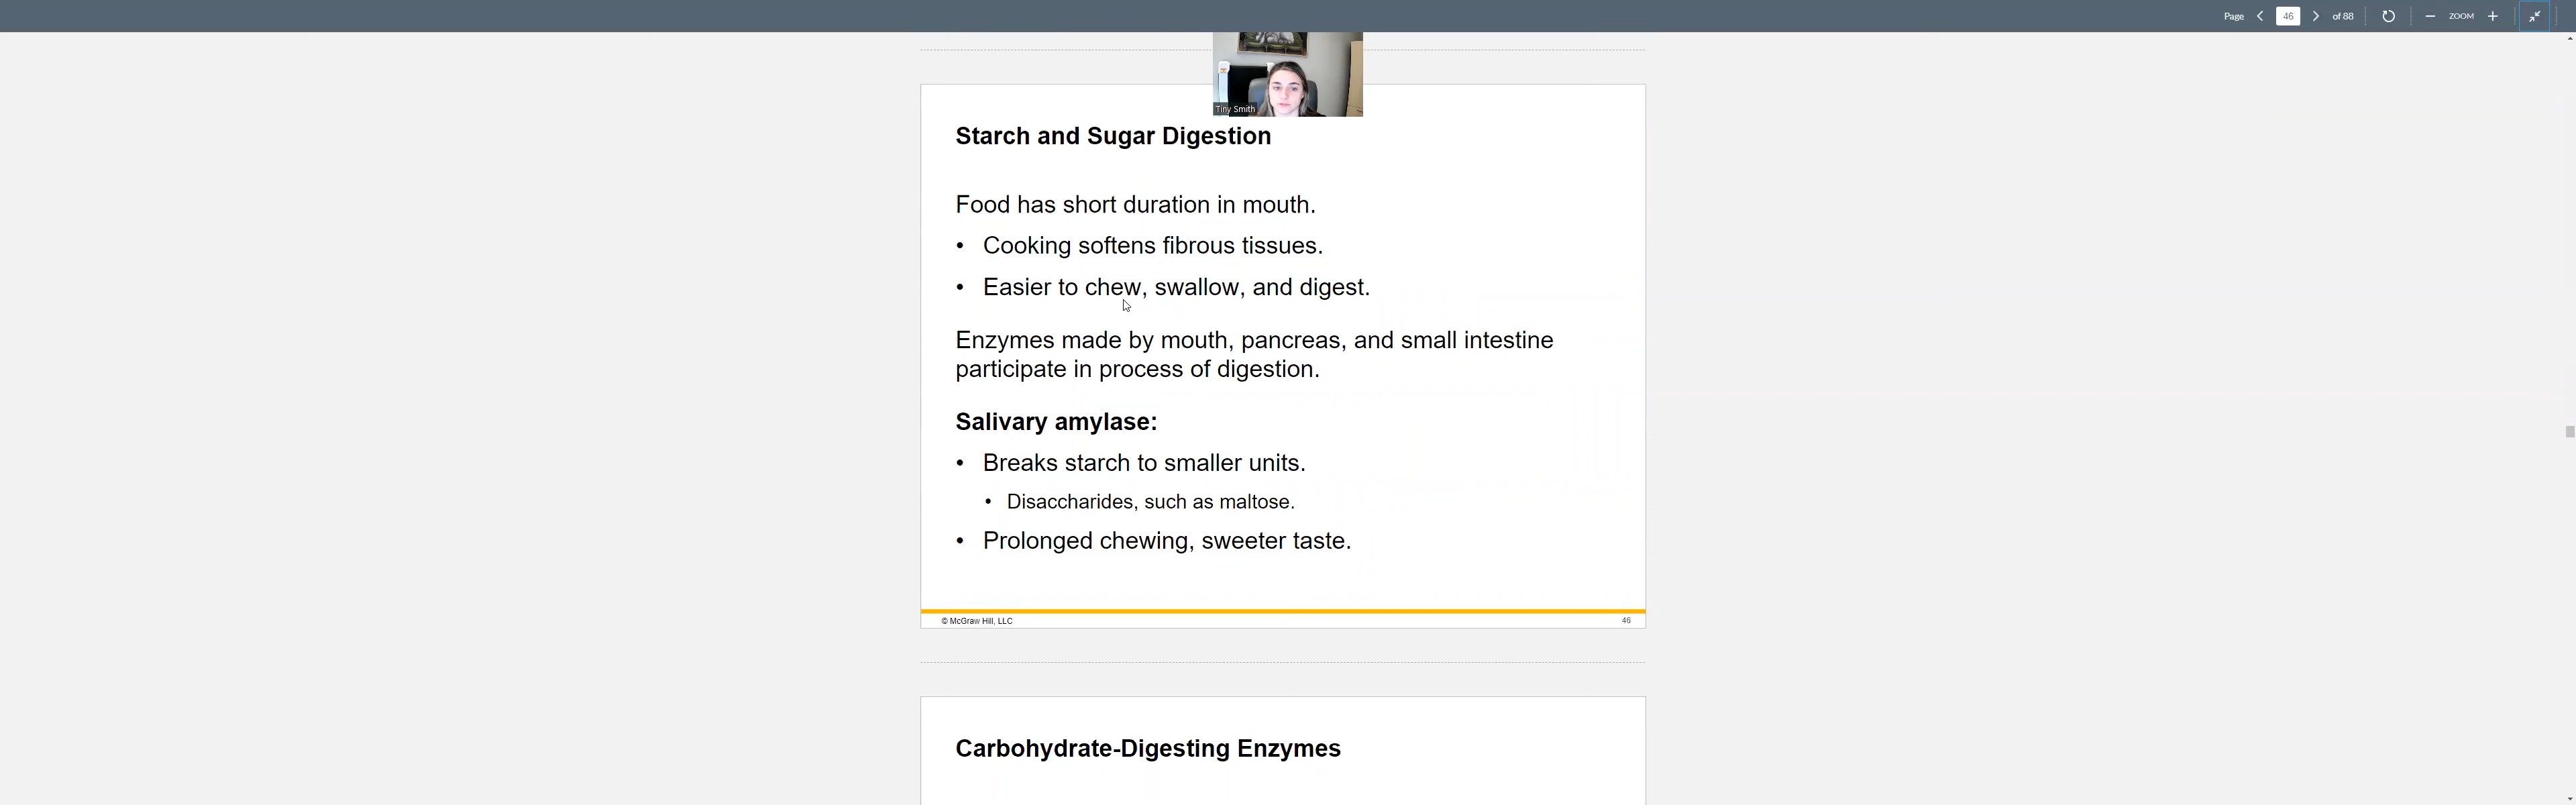 Page 46 of 88 ZOOM
Tiny Smith
Starch and Sugar Digestion
Food has short duration in mouth.
• Cooking softens fibrous tissues.
• Easier to chew, swallow, and digest.
Enzymes made by mouth, pancreas, and small intestine
participate in process of digestion.
Salivary amylase:
• Breaks starch to smaller units.
• Disaccharides, such as maltose.
• Prolonged chewing, sweeter taste.
© McGraw Hill, LLC 46
Carbohydrate-Digesting Enzymes